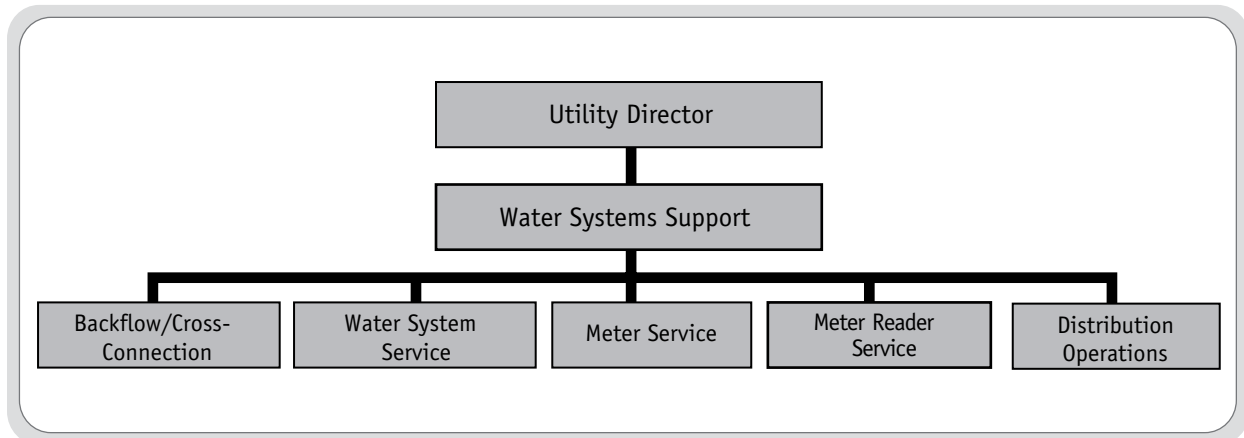 Utility Director
Water Systems Support
Backflow/Cross-
Connection
Water System
Service
Meter Service
Meter Reader
Service
Distribution
Operations